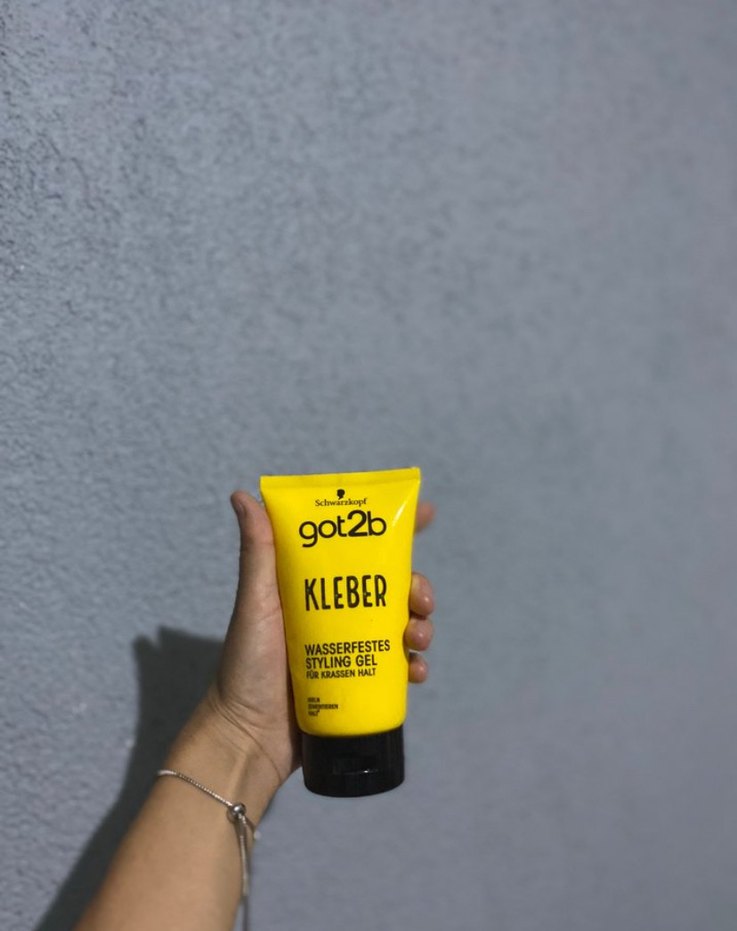 Schwarzkopf
got2b
KLEBER
WASSERFESTES
STYLING GEL
FÜR KRASSEN HALT